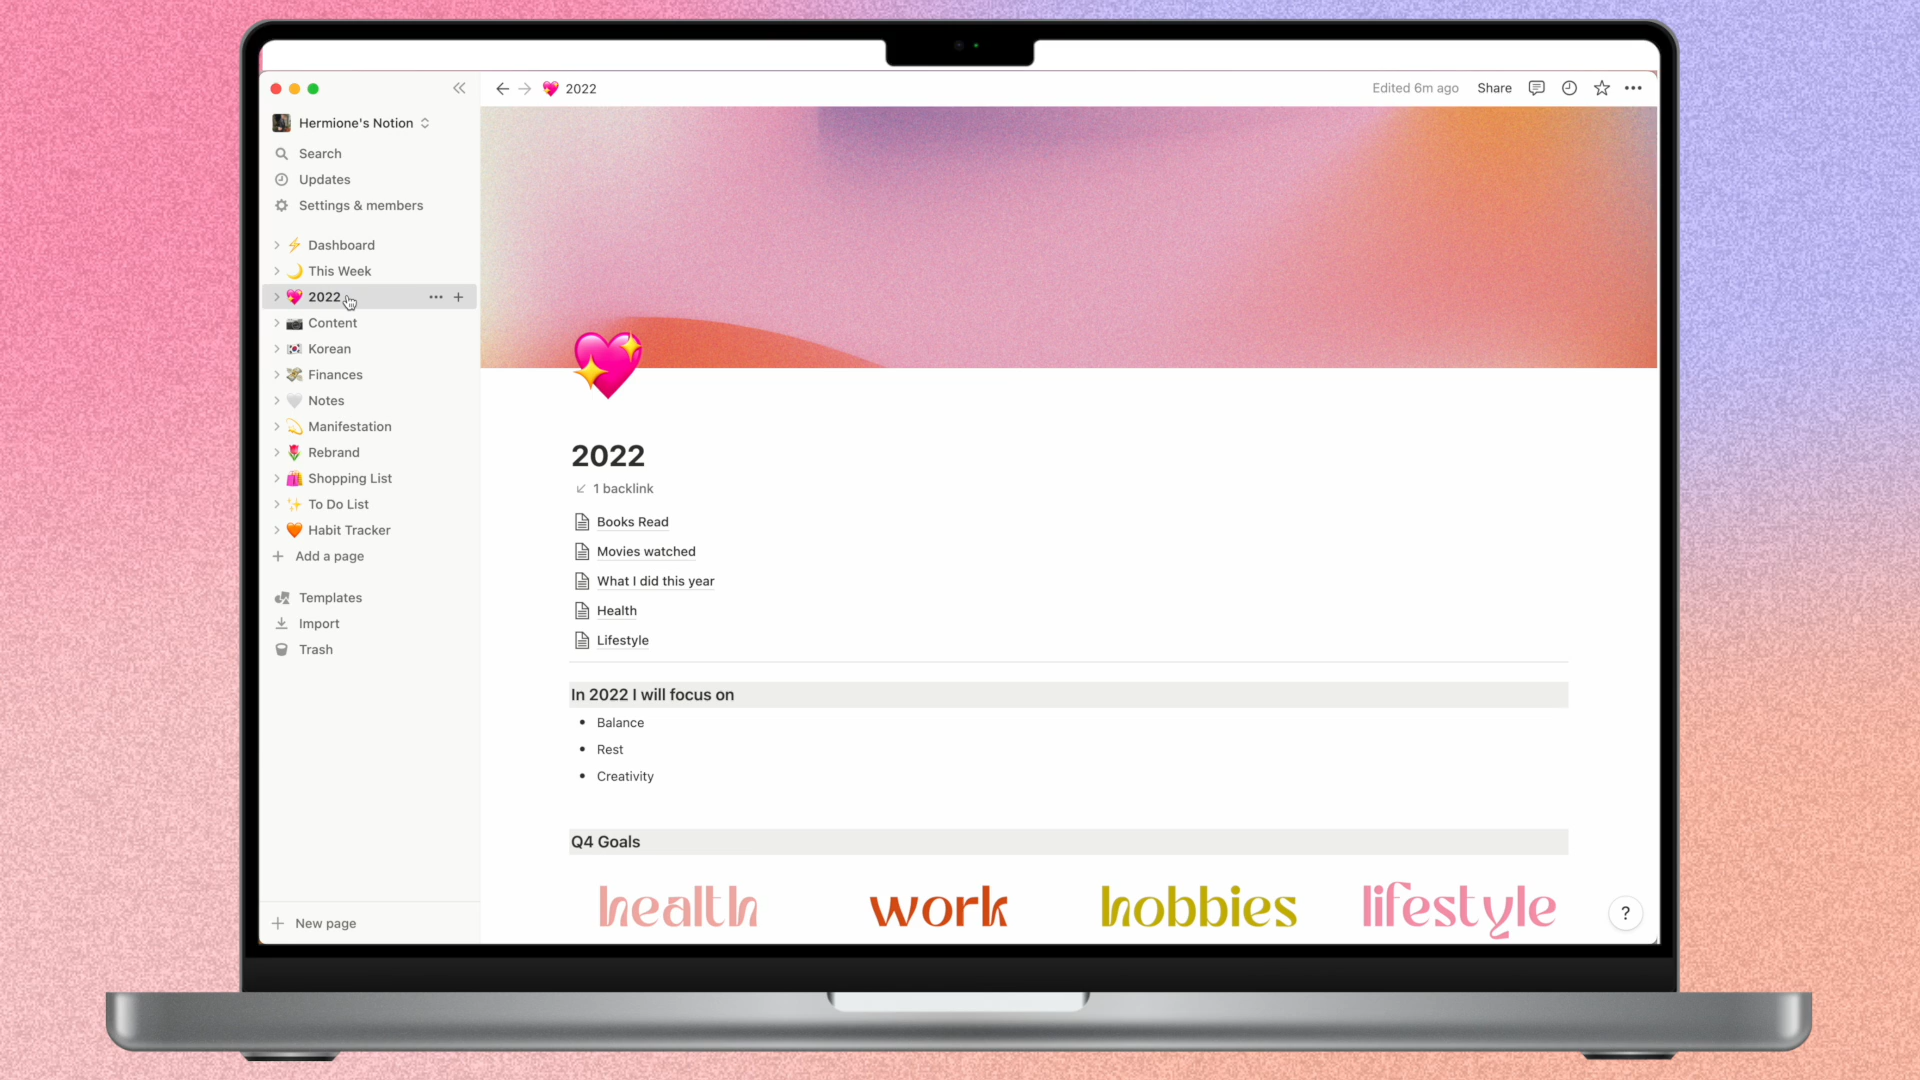 2022
Edited 6m ago
Share
Hermione's Notion
Search
Updates
Settings & members
Dashboard
This Week
2022
Content
Korean
Finances
Notes
Manifestation
Rebrand
Shopping List
To Do List
Habit Tracker
Add a page
Templates
Import
Trash
New page
2022
1 backlink
Books Read
Movies watched
What I did this year
Health
Lifestyle
In 2022 I will focus on
• Balance
• Rest
• Creativity
Q4 Goals
health work hobbies lifestyle
?